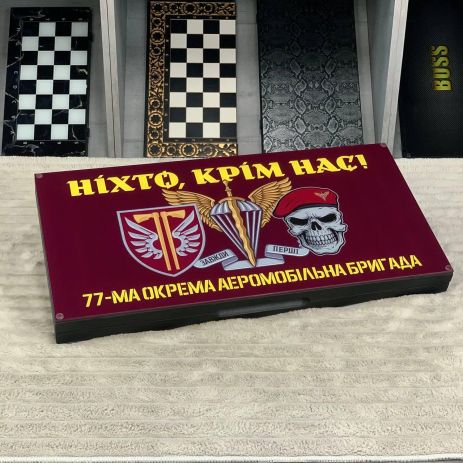 НІХТО, КРІМ НАС!
ЗАВЖДИ ПЕРШІ
77-МА ОКРЕМА АЕРОМОБІЛЬНА БРИГАДА
BOSS